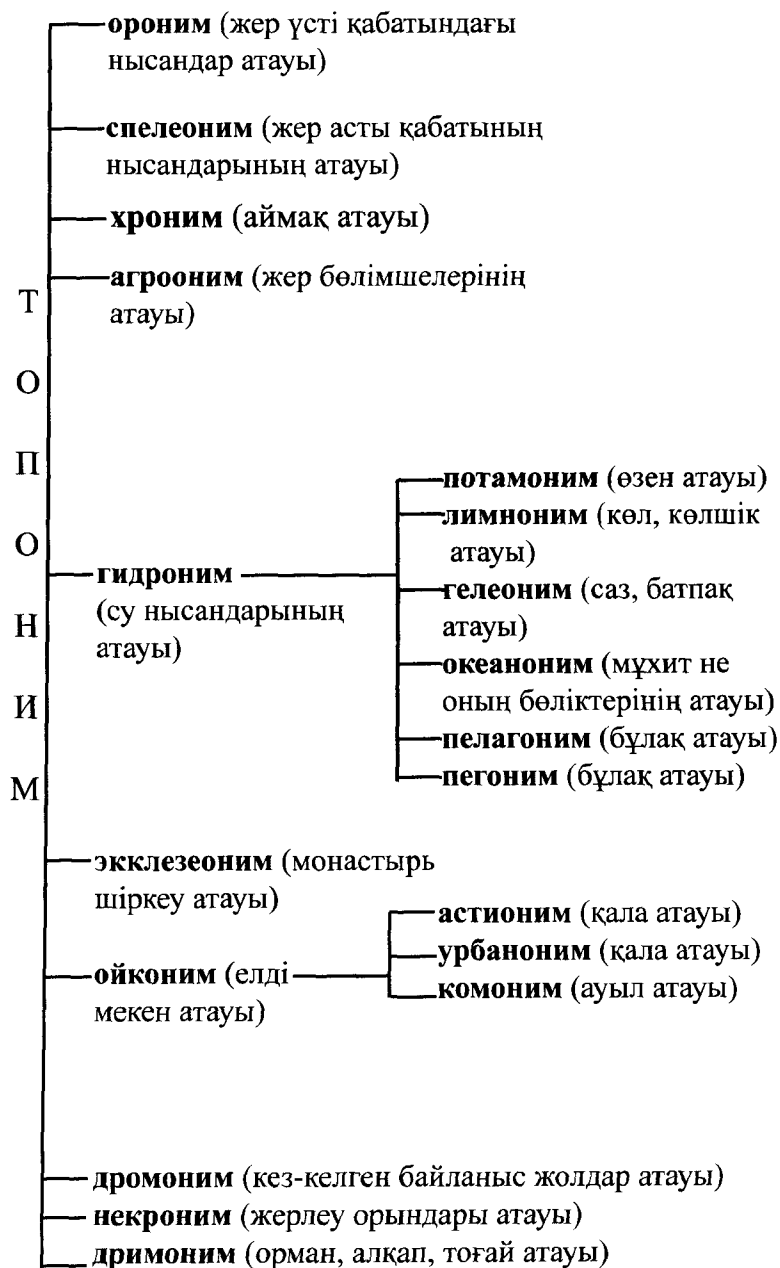 ороним (жер үсті қабатындағы
нысандар атауы)
спелеоним (жер асты қабатының
нысандарының атауы)
хроним (аймақ атауы)
агрооним (жер бөлімшелерінің
атауы)
ТОПОНИМ
гидроним
(су нысандарының
атауы)
потамоним (өзен атауы)
лимноним (көл, көлшік
атауы)
гелеоним (саз, батпақ
атауы)
океаноним (мұхит не
оның бөліктерінің атауы)
пелагоним (бұлақ атауы)
пегоним (бұлақ атауы)
экклезеоним (монастырь
шіркеу атауы)
ойконим (елді
мекен атауы)
астионим (қала атауы)
урбаноним (қала атауы)
комоним (ауыл атауы)
дромоним (кез-келген байланыс жолдар атауы)
некроним (жерлеу орындары атауы)
дримоним (орман, алқап, тоғай атауы)